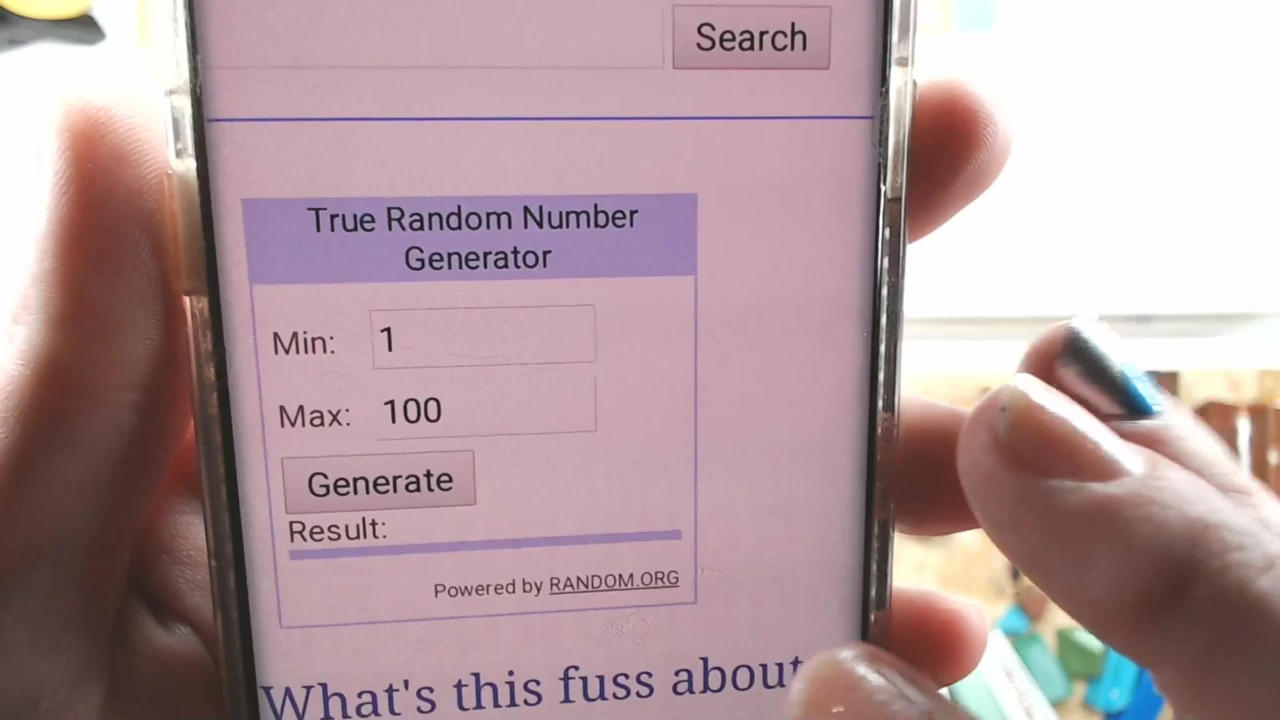 Search
True Random Number
Generator
Min: 1
Max: 100
Generate
Result:
Powered by RANDOM.ORG
What's this fuss about